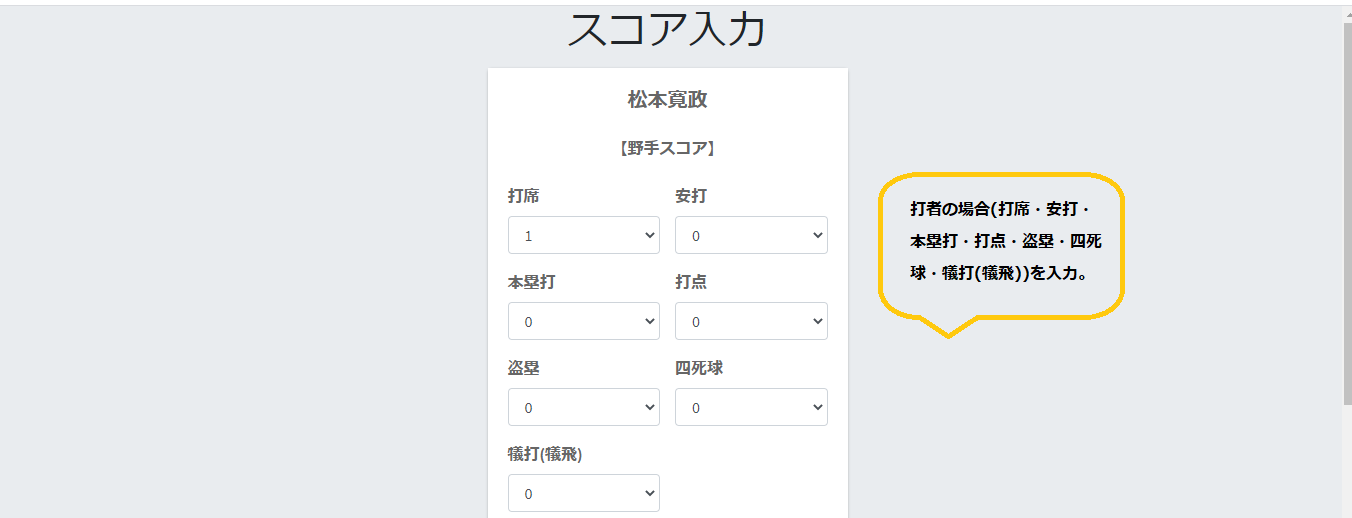 スコア入力
松本寛政
【野手スコア】
打席 安打
1 0
本塁打 打点
0 0
盗塁 四死球
0 0
犠打(犠飛)
0
打者の場合(打席・安打・
本塁打・打点・盗塁・四死
球・犠打(犠飛))を入力。